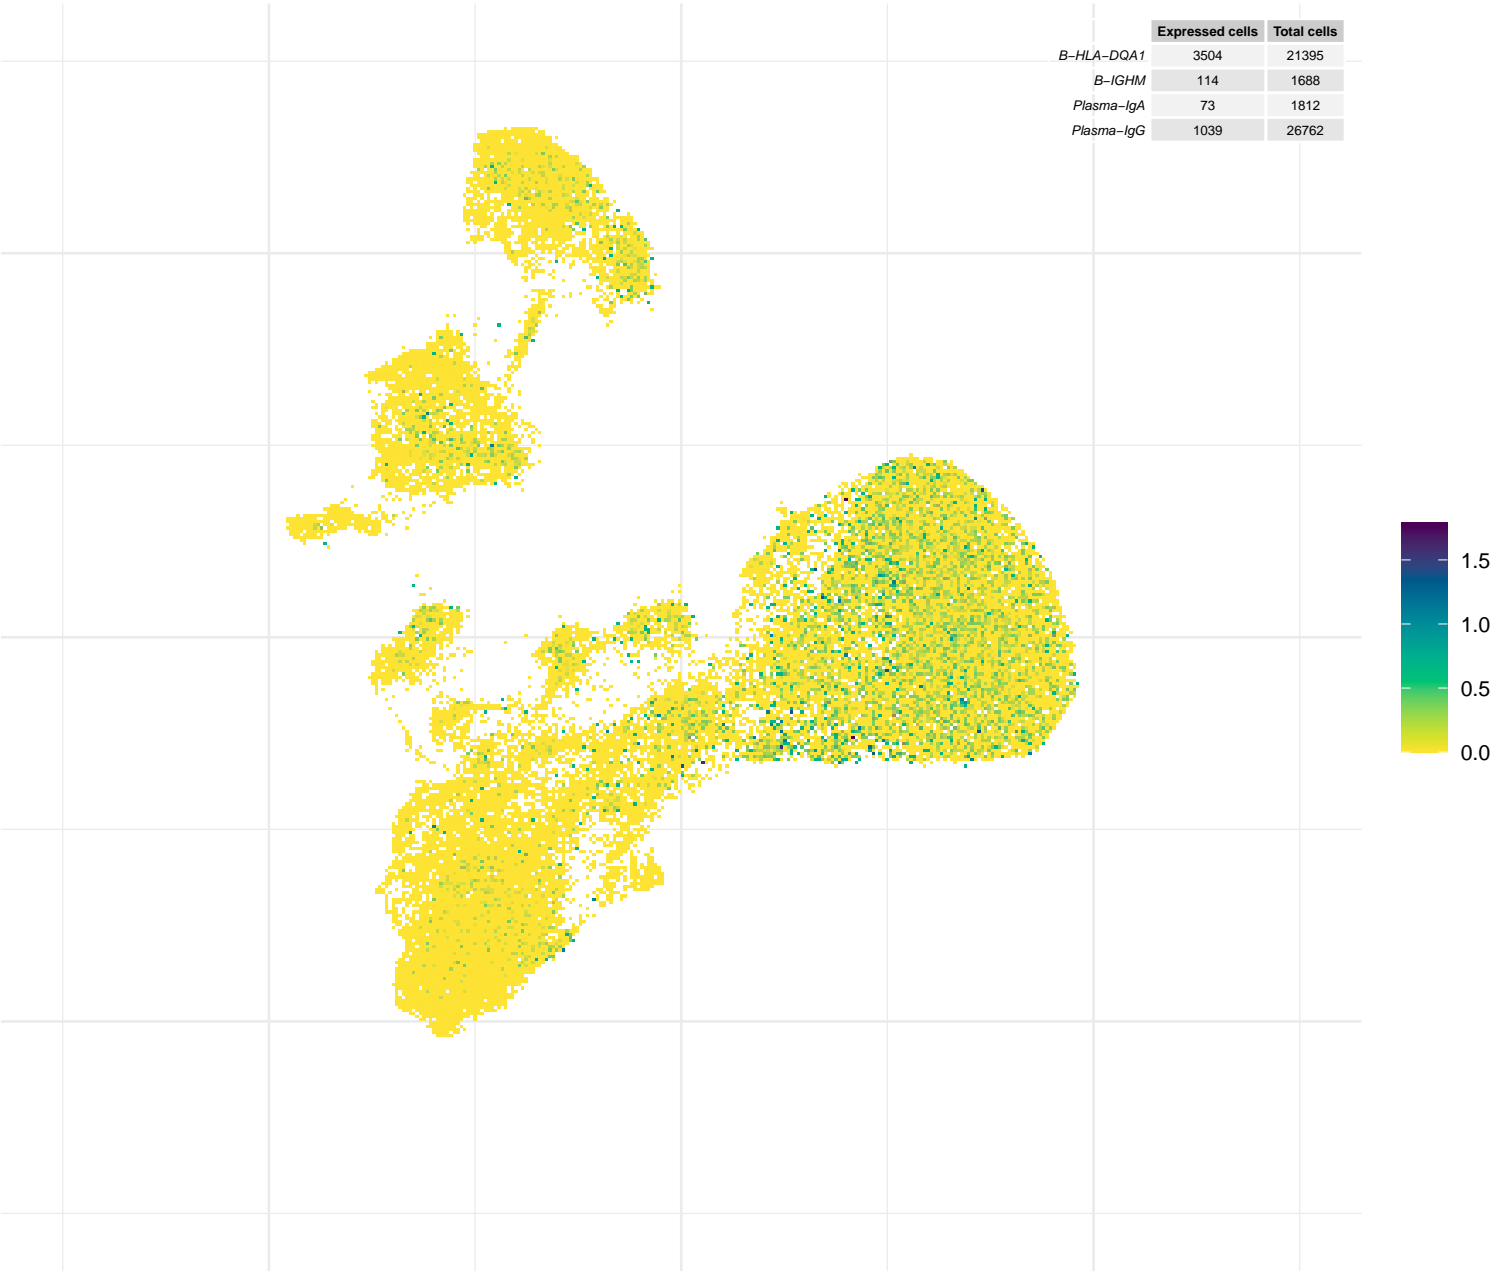 Expressed cells Total cells
B−HLA−DQA1 3504 21395
B−IGHM 114 1688
Plasma−IgA 73 1812
Plasma−IgG 1039 26762
1.5
1.0
0.5
0.0